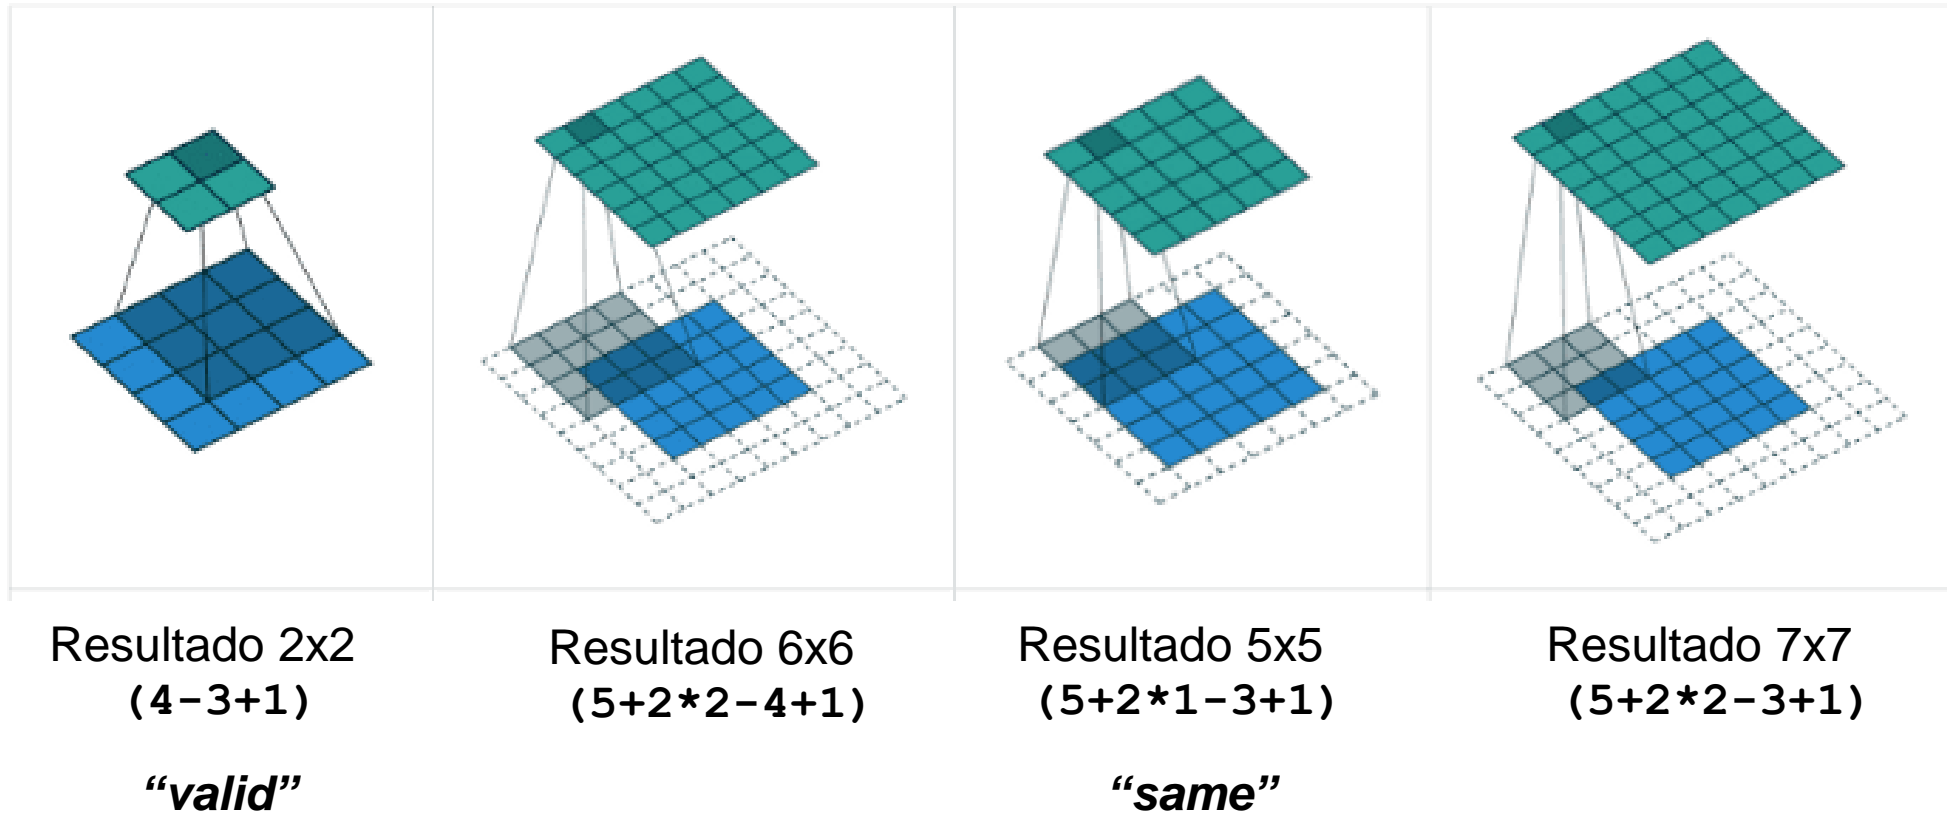 Resultado 2x2
(4-3+1)
“valid”
Resultado 6x6
(5+2*2-4+1)
Resultado 5x5
(5+2*1-3+1)
“same”
Resultado 7x7
(5+2*2-3+1)